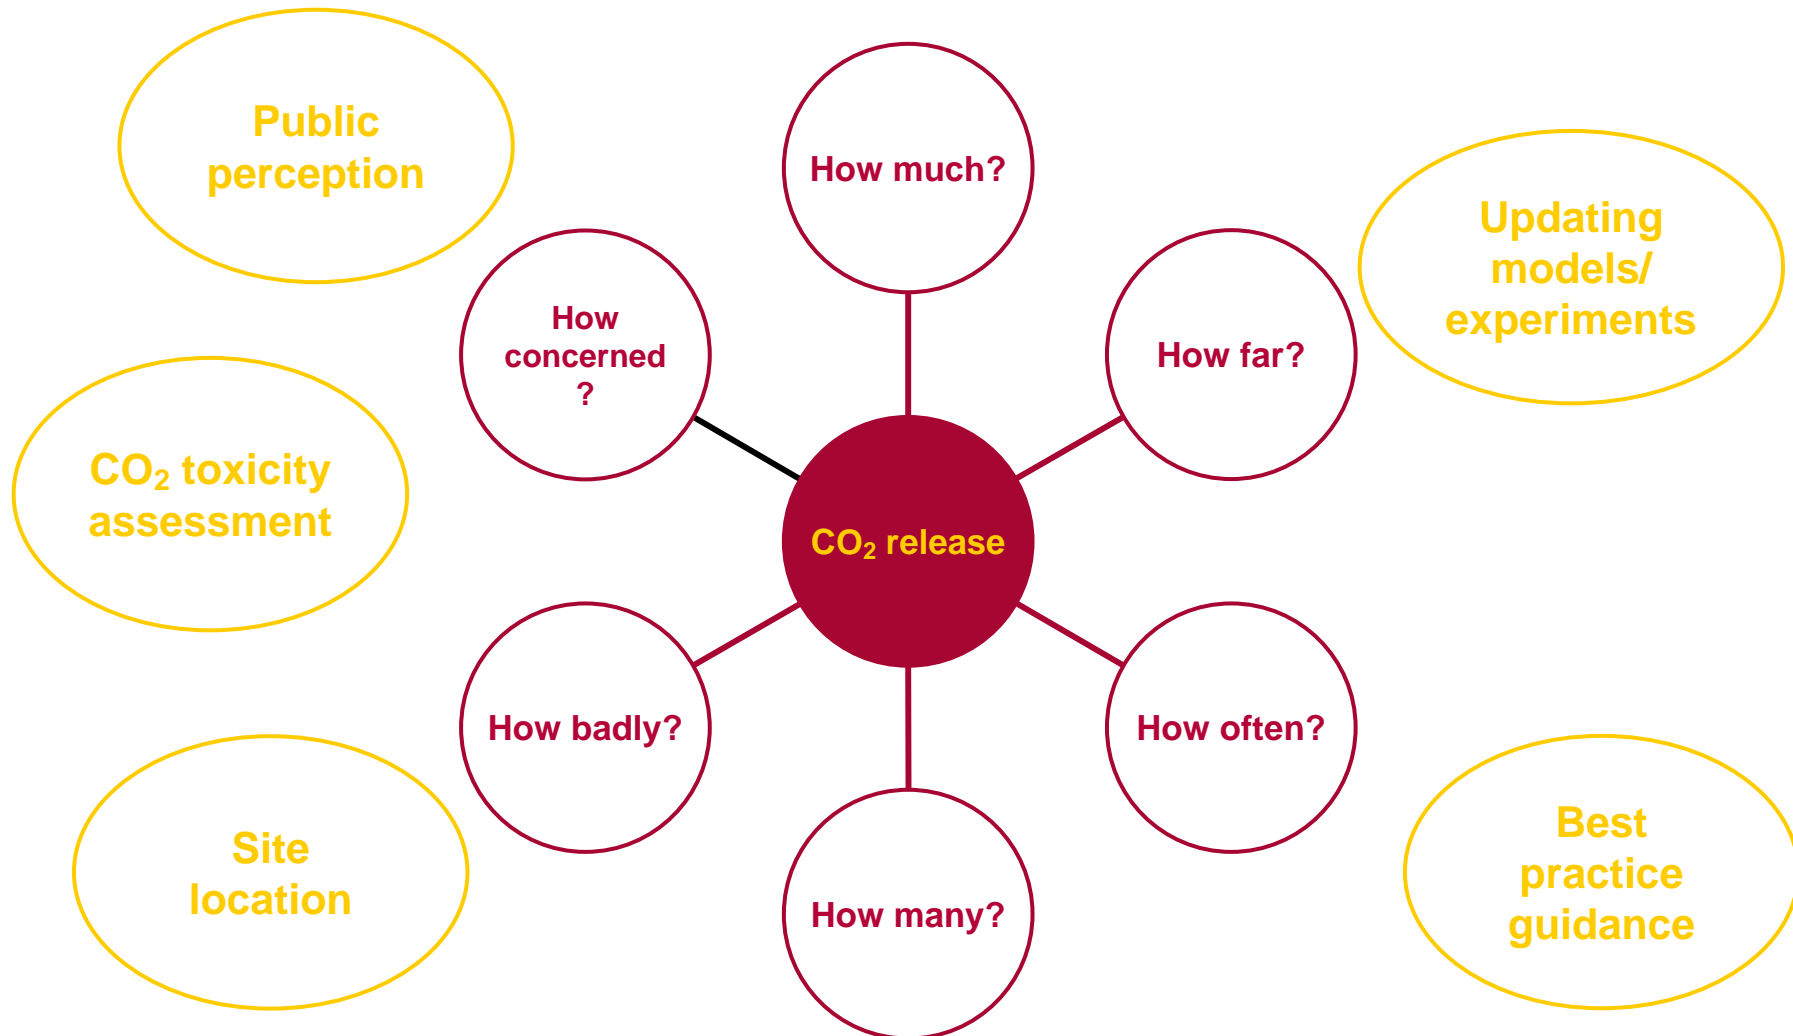 Public
perception
How much?
Updating
models/
experiments
How
concerned
?
How far?
CO₂ toxicity
assessment
CO₂ release
How badly?
How often?
Site
location
How many?
Best
practice
guidance